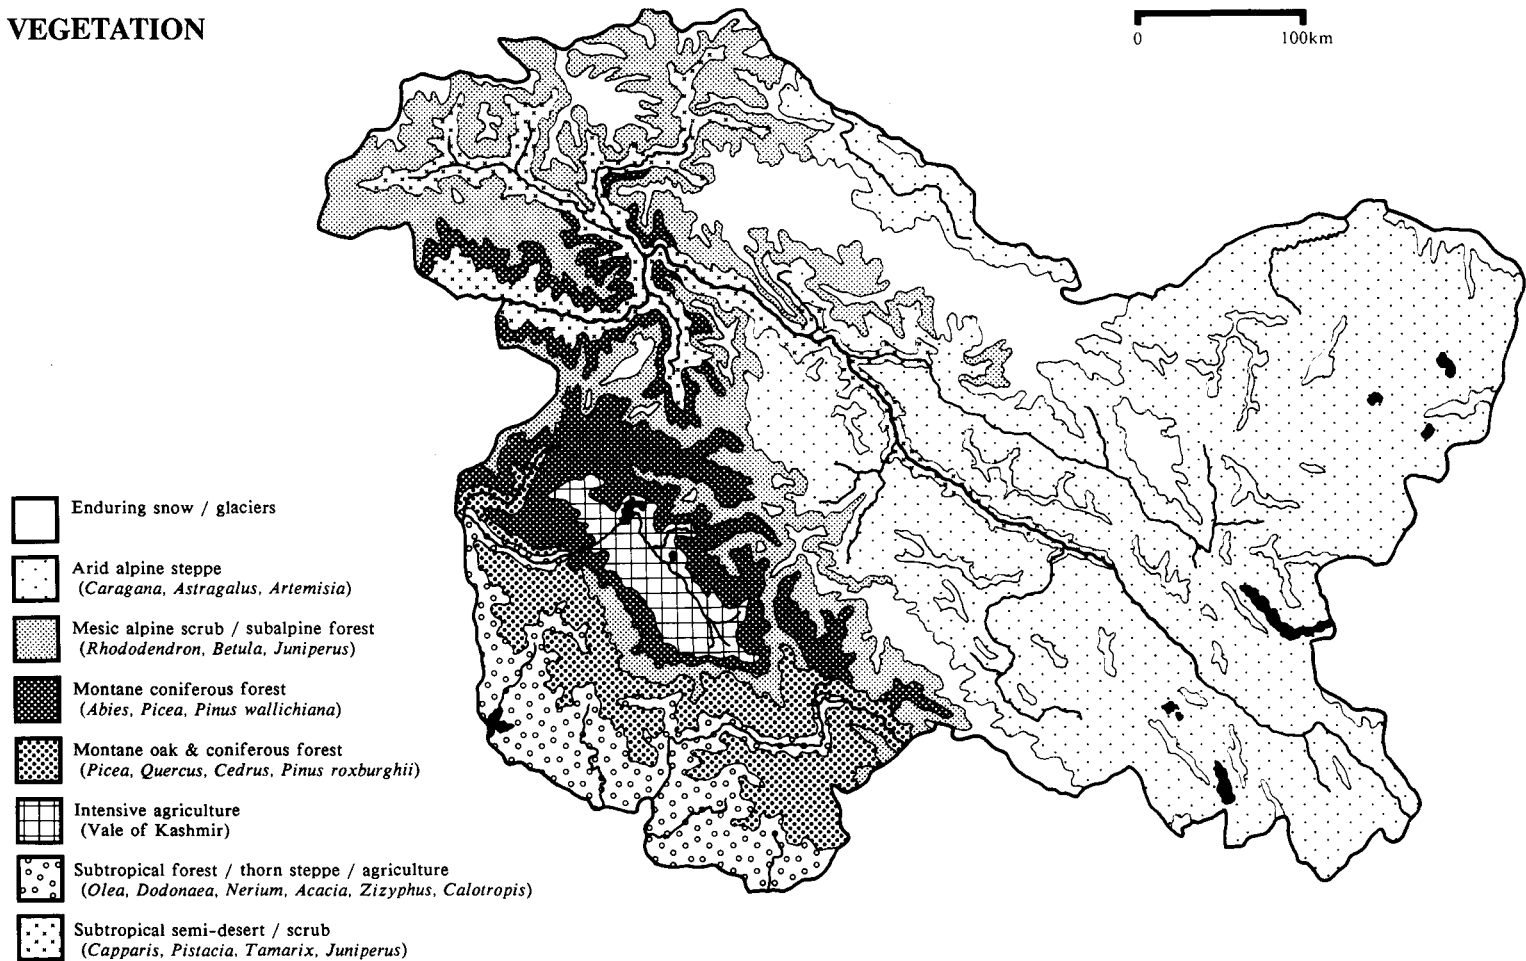 VEGETATION
0 100km
Enduring snow / glaciers
Arid alpine steppe
(Caragana, Astragalus, Artemisia)
Mesic alpine scrub / subalpine forest
(Rhododendron, Betula, Juniperus)
Montane coniferous forest
(Abies, Picea, Pinus wallichiana)
Montane oak & coniferous forest
(Picea, Quercus, Cedrus, Pinus roxburghii)
Intensive agriculture
(Vale of Kashmir)
Subtropical forest / thorn steppe / agriculture
(Olea, Dodonaea, Nerium, Acacia, Zizyphus, Calotropis)
Subtropical semi-desert / scrub
(Capparis, Pistacia, Tamarix, Juniperus)